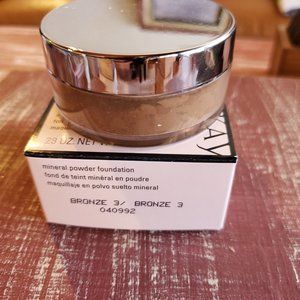 .28 OZ NET
mineral powder foundation
fond de teint minéral en poudre
maquillaje en polvo suelto mineral
BRONZE 3/ BRONZE 3
040992